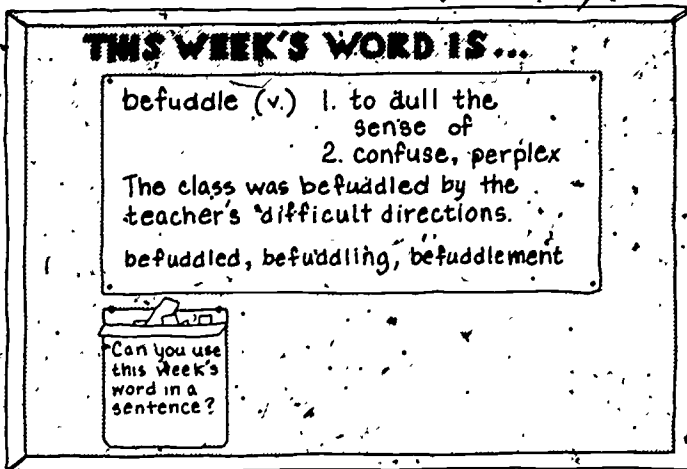 THIS WEEK'S WORD IS...
befuddle (v.) 1. to dull the
sense of
2. confuse, perplex
The class was befuddled by the
teacher's difficult directions.
befuddled, befuddling, befuddlement
Can you use
this week's
word in a
sentence?